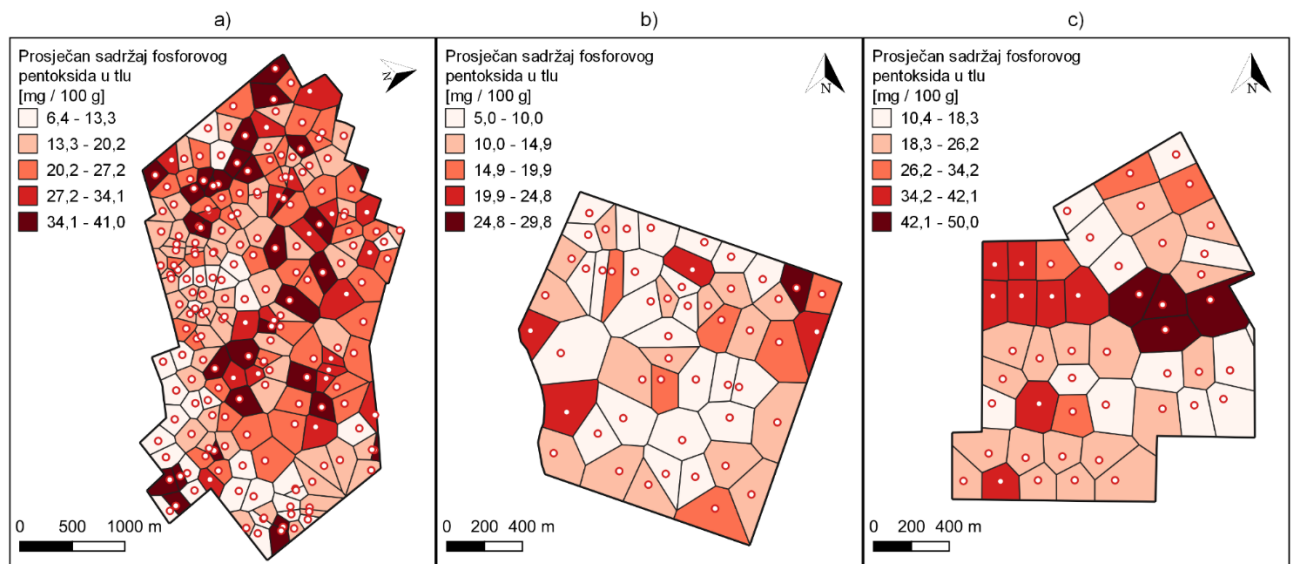 a)
Prosječan sadržaj fosforovog
pentoksida u tlu
[mg / 100 g]
6,4 - 13,3
13,3 - 20,2
20,2 - 27,2
27,2 - 34,1
34,1 - 41,0
N
0 500 1000 m
b)
Prosječan sadržaj fosforovog
pentoksida u tlu
[mg / 100 g]
5,0 - 10,0
10,0 - 14,9
14,9 - 19,9
19,9 - 24,8
24,8 - 29,8
N
0 200 400 m
c)
Prosječan sadržaj fosforovog
pentoksida u tlu
[mg / 100 g]
10,4 - 18,3
18,3 - 26,2
26,2 - 34,2
34,2 - 42,1
42,1 - 50,0
N
0 200 400 m